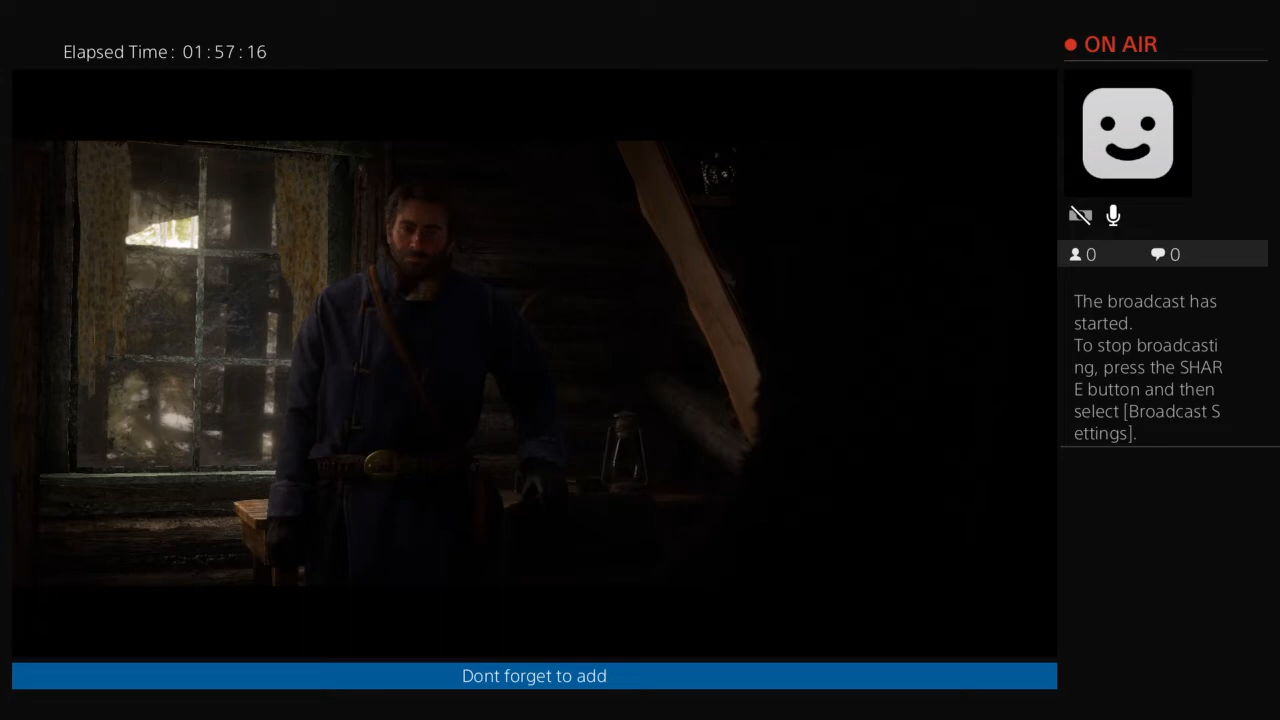 Elapsed Time: 01:57:16
ON AIR
0 0
The broadcast has
started.
To stop broadcasti
ng, press the SHAR
E button and then
select [Broadcast S
ettings].
Dont forget to add